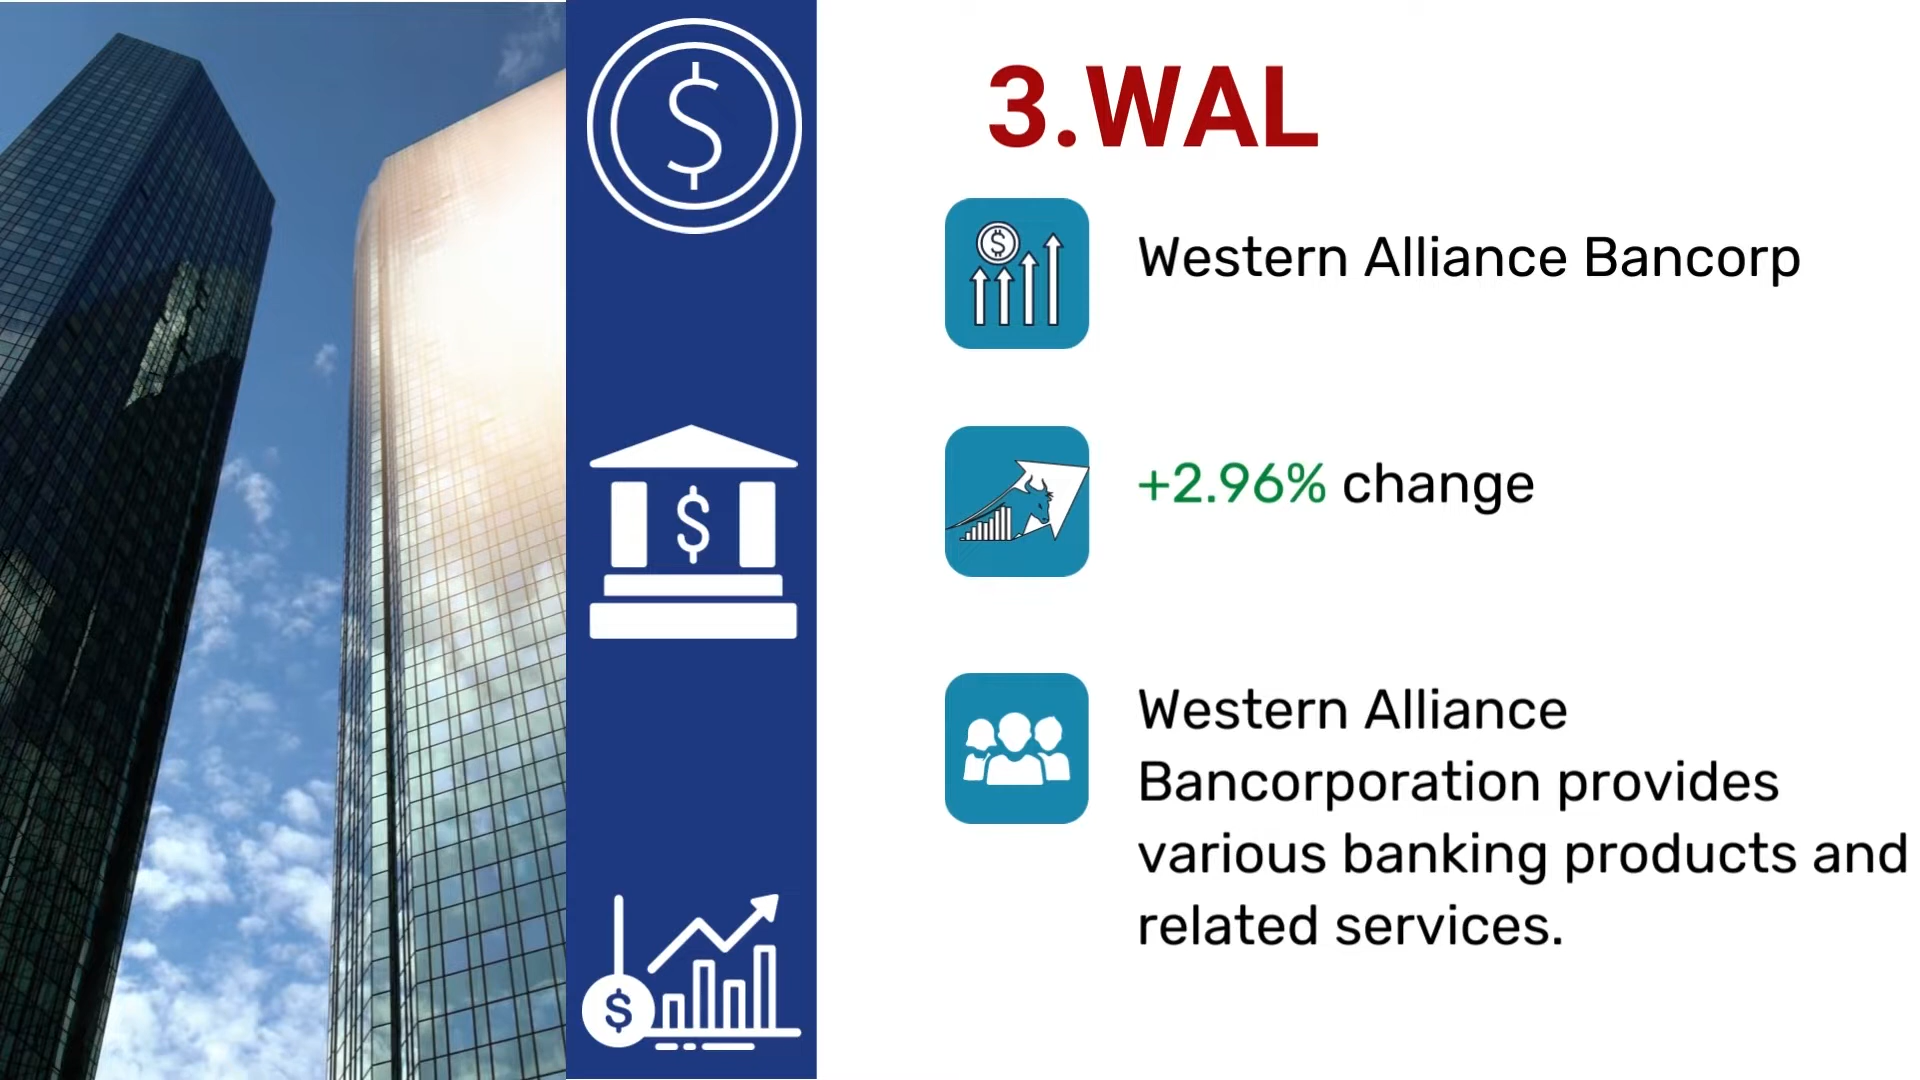 3.WAL
Western Alliance Bancorp
+2.96% change
Western Alliance
Bancorporation provides
various banking products and
related services.